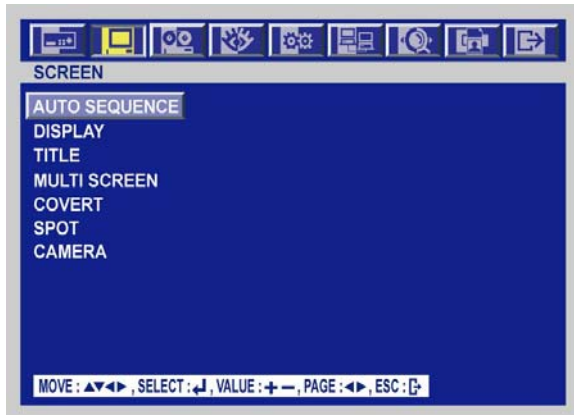 SCREEN
AUTO SEQUENCE
DISPLAY
TITLE
MULTI SCREEN
COVERT
SPOT
CAMERA
MOVE : ▲▼◄► , SELECT : ↵ , VALUE : + − , PAGE : ◄► , ESC :